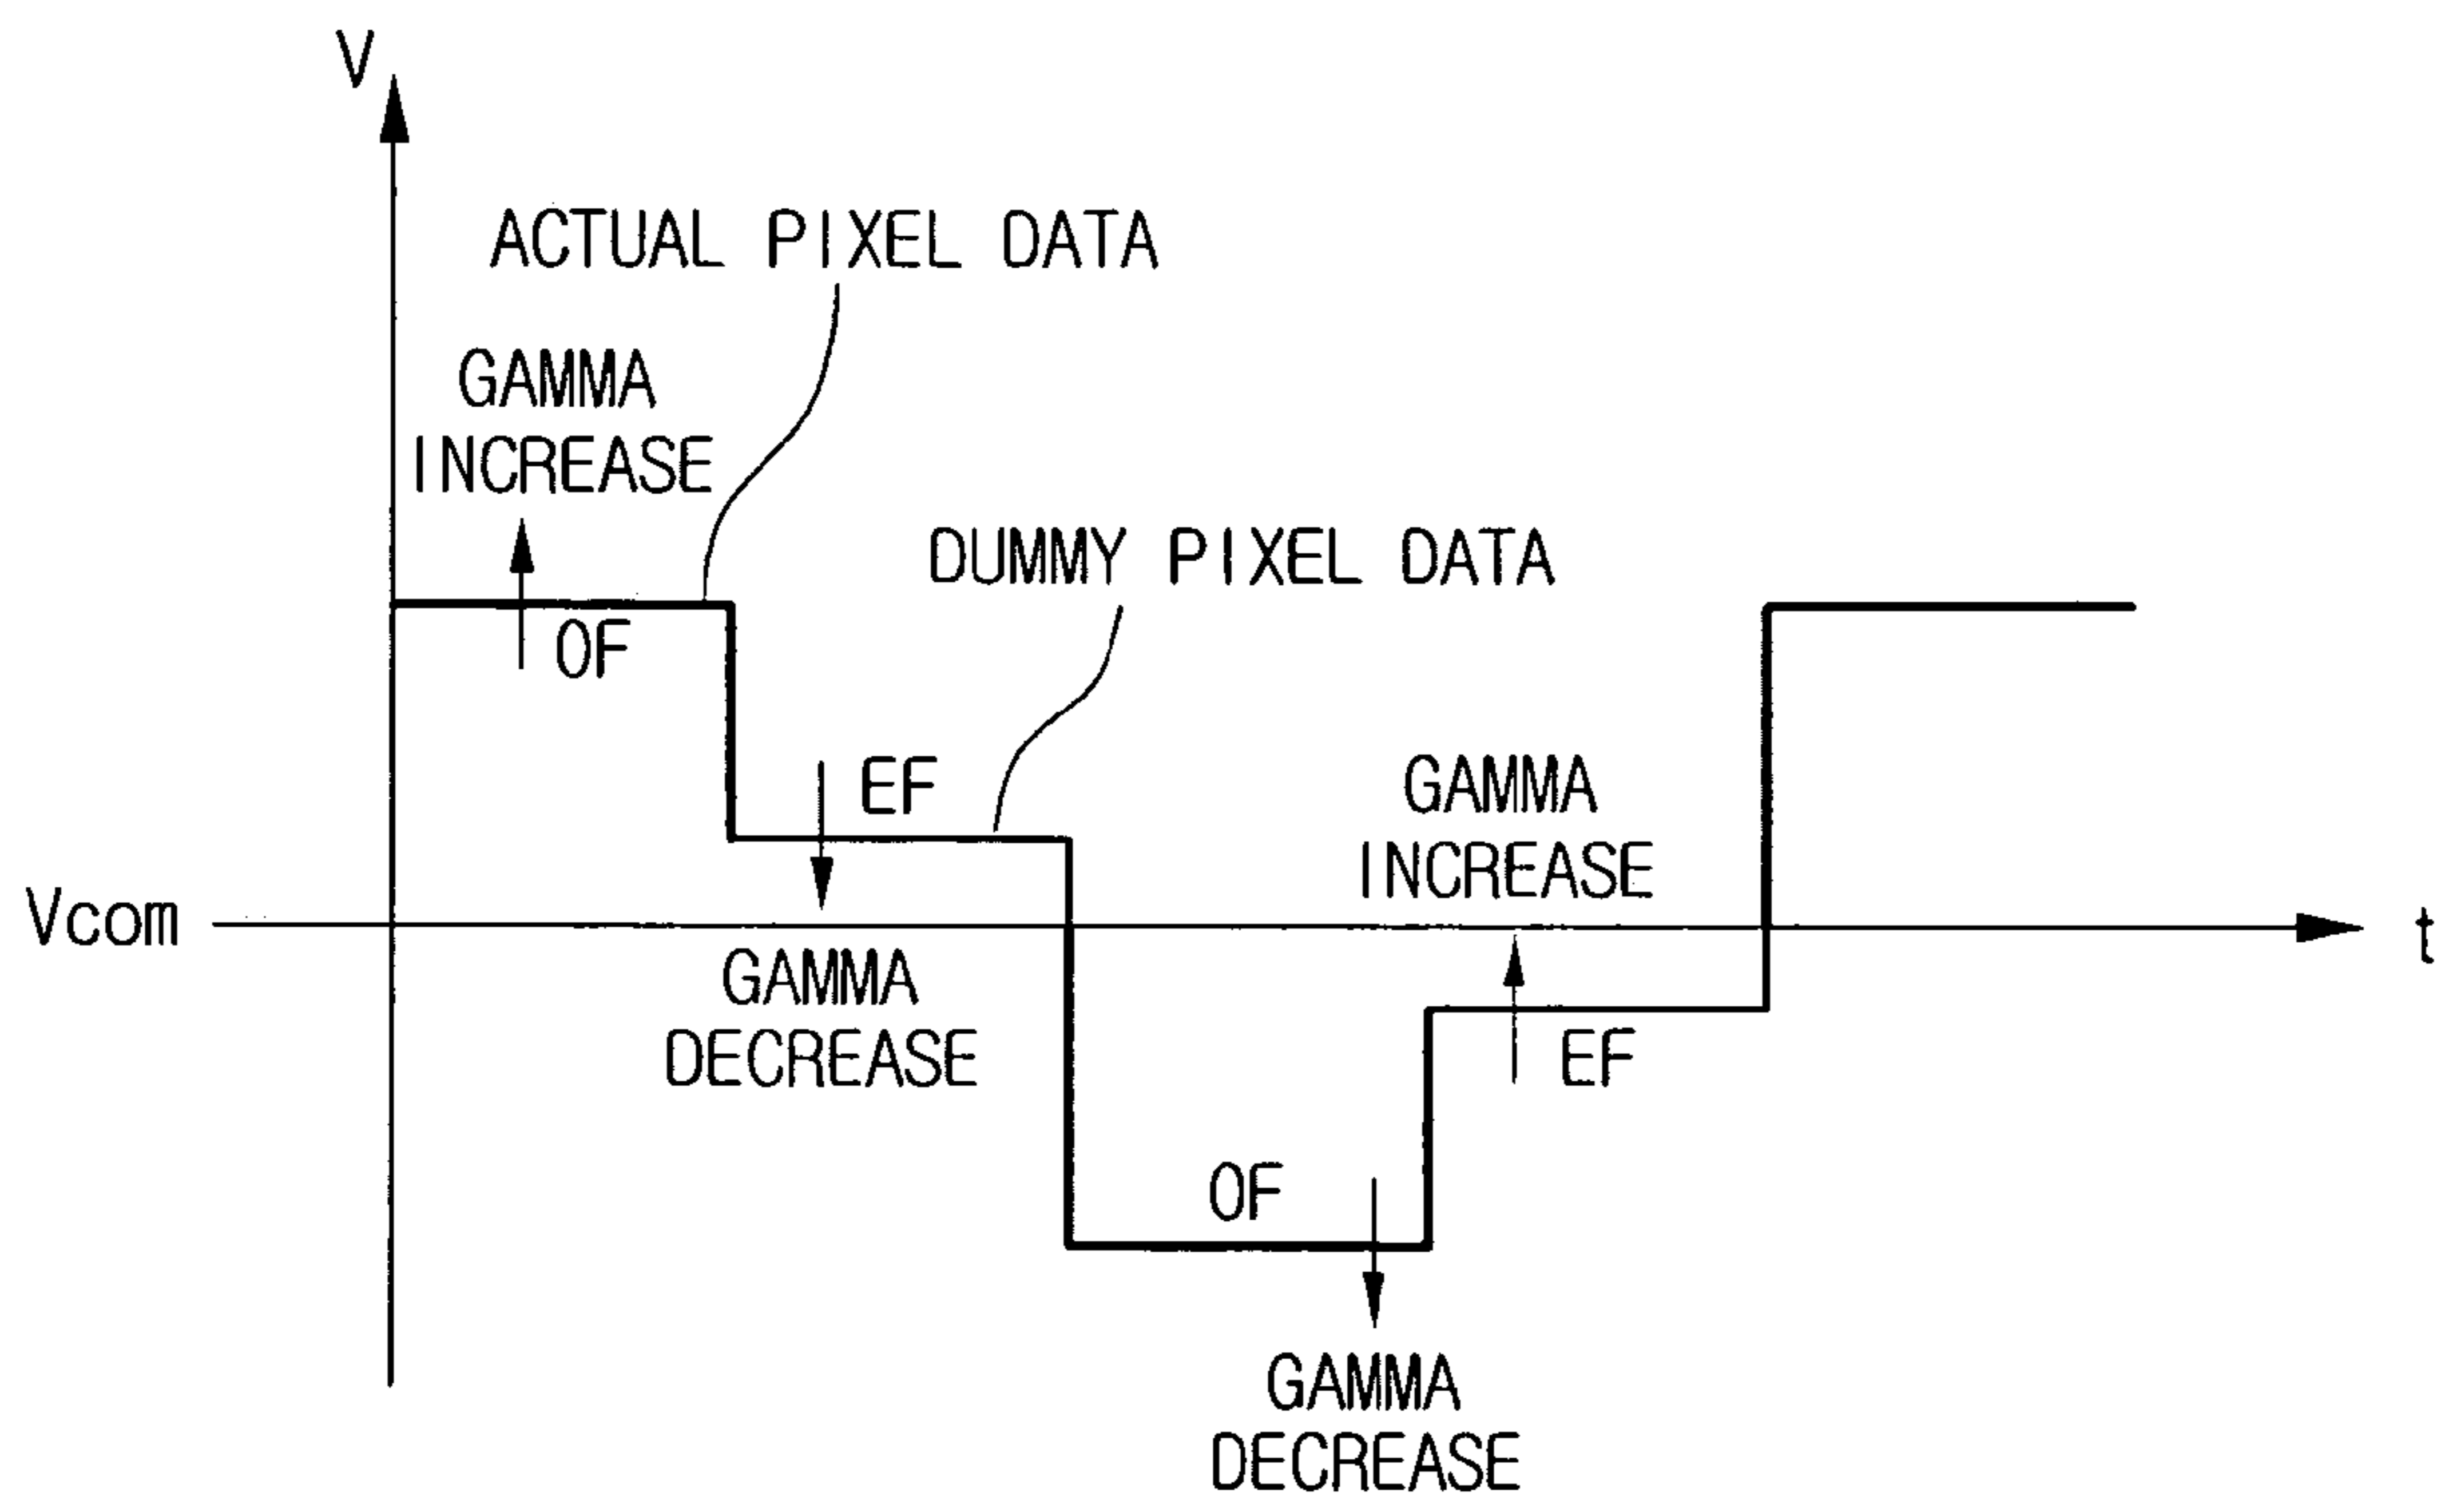 V
ACTUAL PIXEL DATA
GAMMA
INCREASE
DUMMY PIXEL DATA
OF
EF
GAMMA
INCREASE
Vcom
t
GAMMA
DECREASE
EF
OF
GAMMA
DECREASE